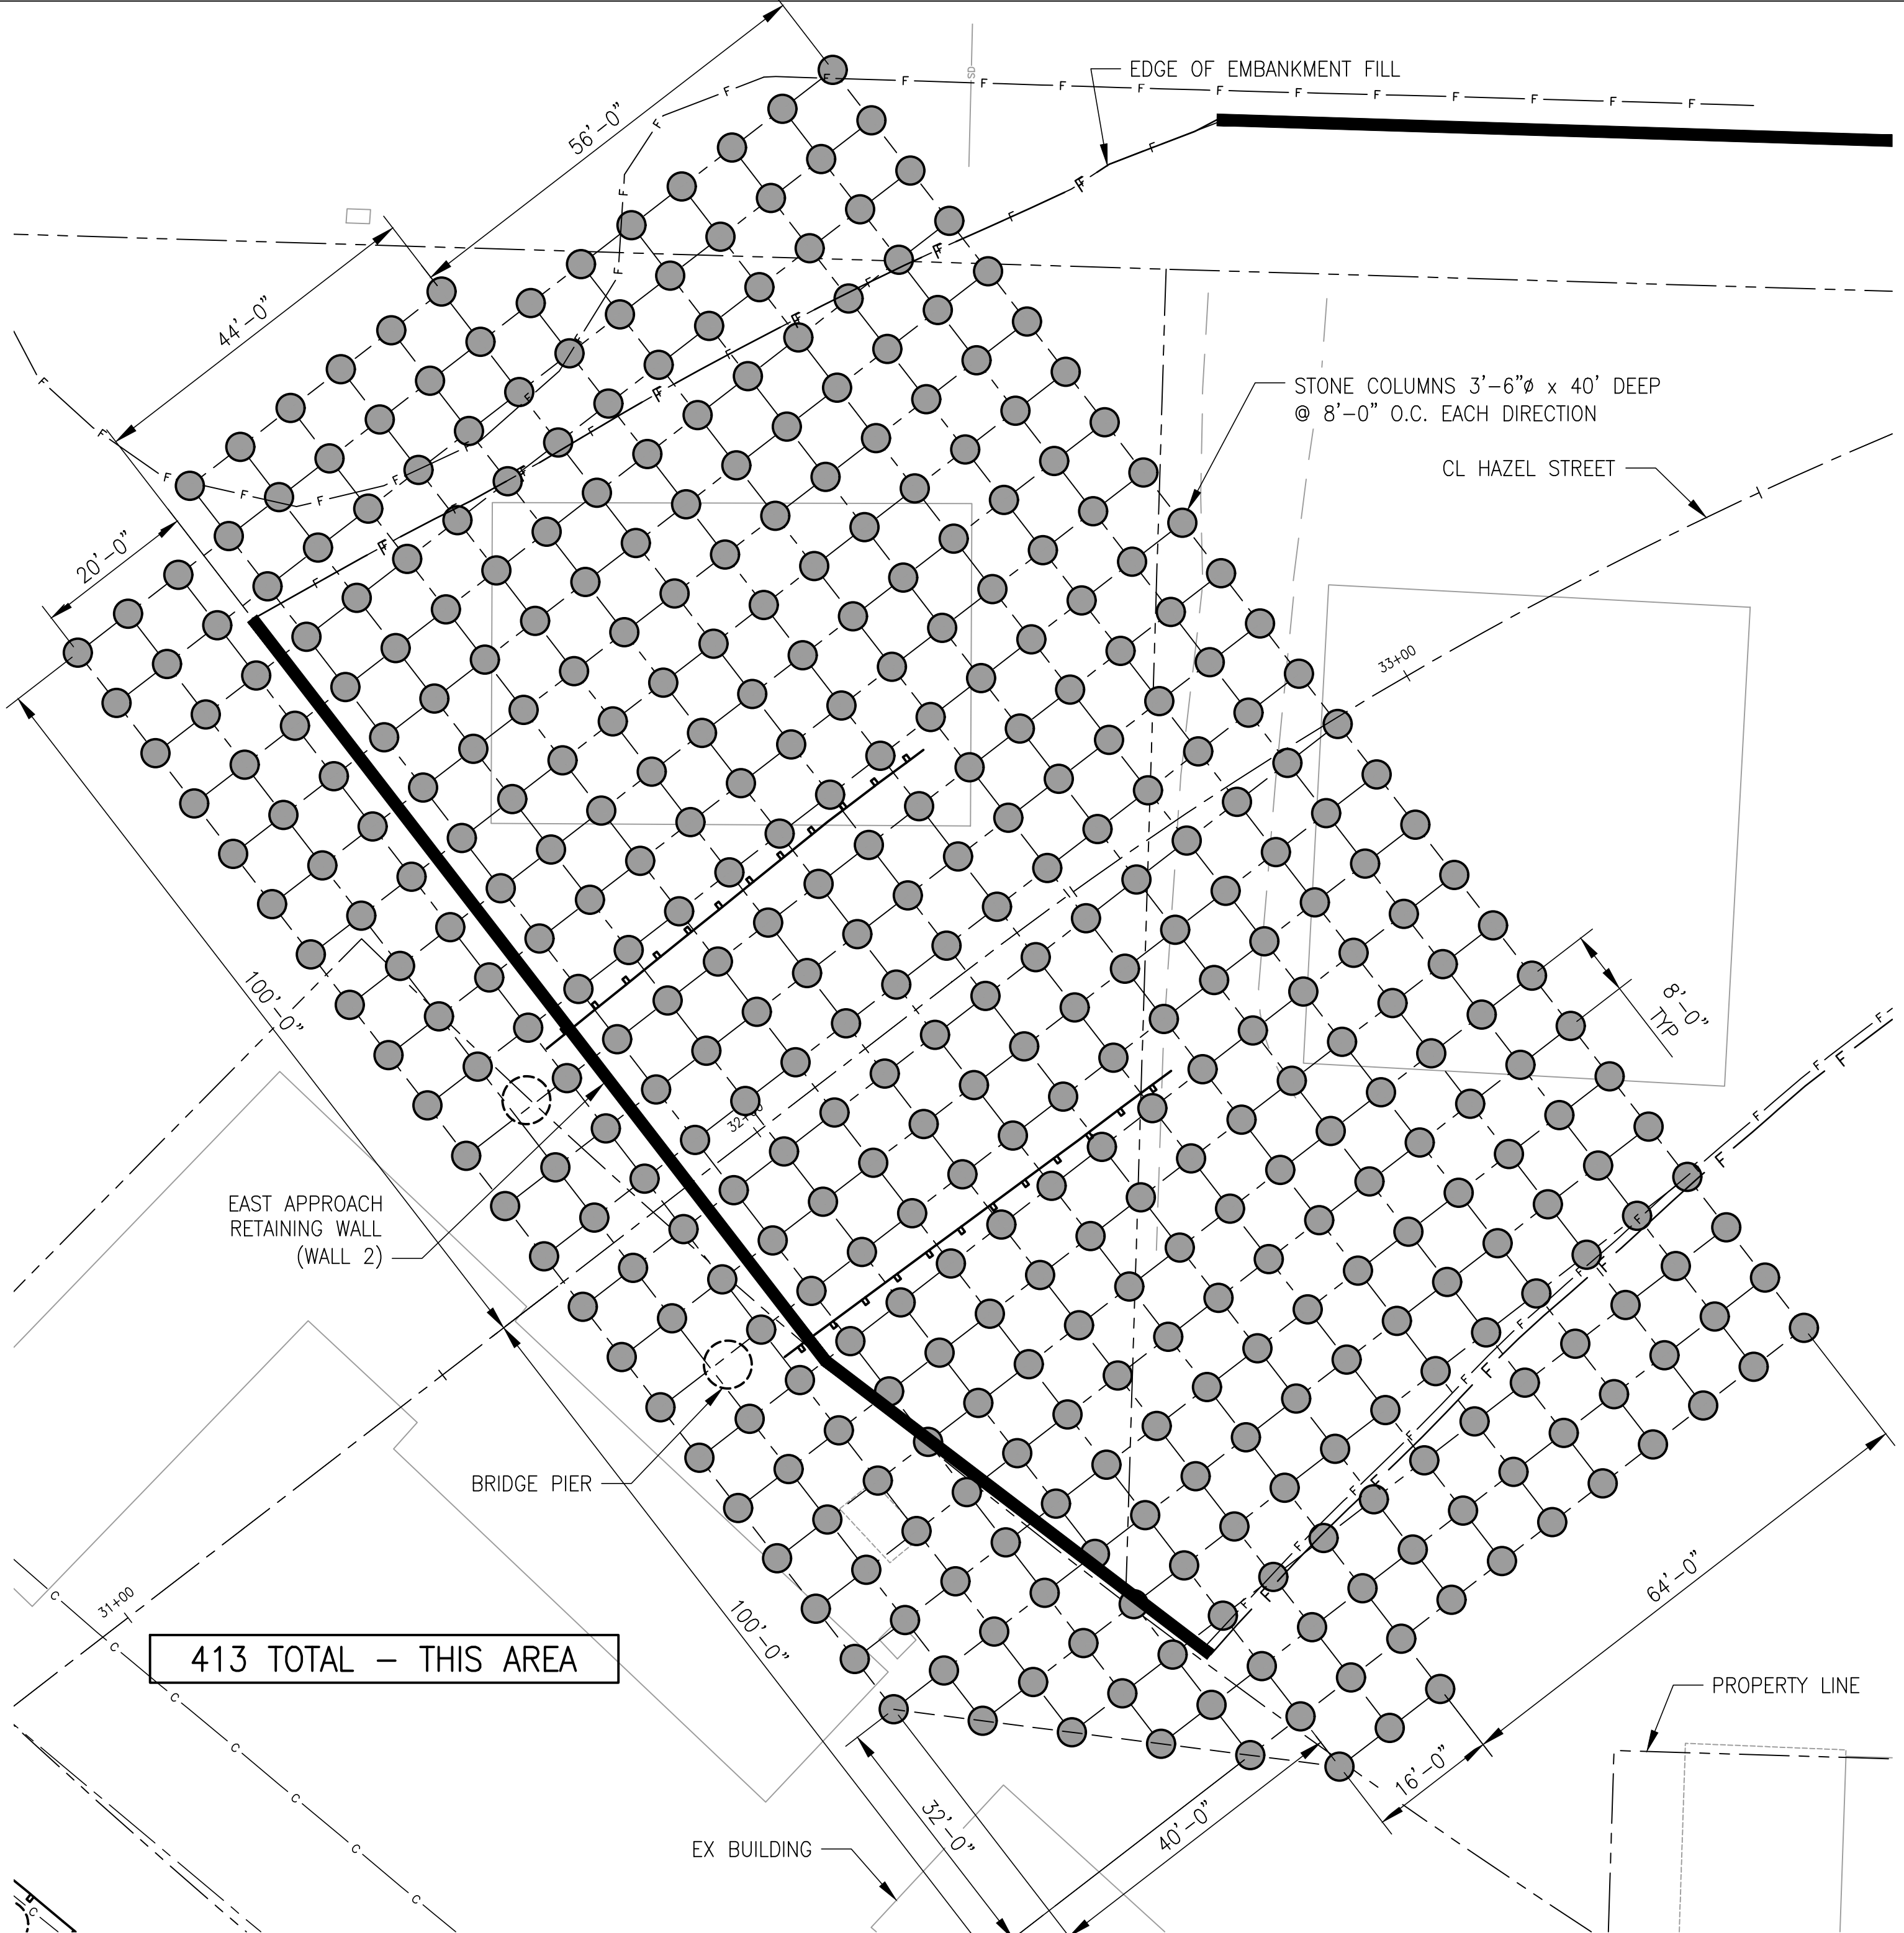 EDGE OF EMBANKMENT FILL
SD
56'-0"
44'-0"
STONE COLUMNS 3'-6"ø x 40' DEEP
@ 8'-0" O.C. EACH DIRECTION
CL HAZEL STREET
20'-0"
33+00
100'-0"
8'-0"
TYP
32+00
EAST APPROACH
RETAINING WALL
(WALL 2)
BRIDGE PIER
31+00
413 TOTAL - THIS AREA
100'-0"
64'-0"
PROPERTY LINE
16'-0"
40'-0"
32'-0"
EX BUILDING
F F F F F F F F F F F F
C C C C C C C